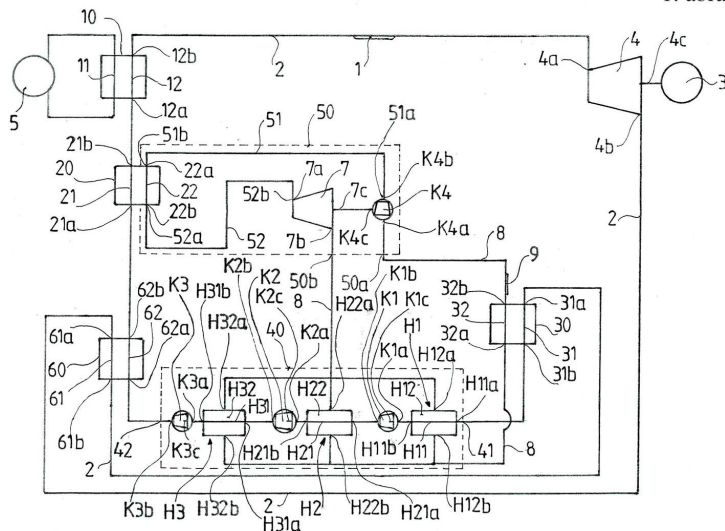 10
12b
4
4c
11
12
2
1
4a
3
5
12a
51b
51
50
51a
4b
21b
22a
7a
7
K4b
20
22
52b
7c
K4
21
22b
K4c
K4a
2
21a
52a
52
7b
8
K2b
K2
50b
50a
K1b
9
62b
K3
H31b
K2c
8
H22a
K1
K1c
32b
31a
61a
62
62a
H32a
40
K2a
H1
32
30
60
K1a
H12a
32a
31
61
K3a
H32
H31
H22
H12
H11a
31b
61b
42
K3c
H21b
H21
H11b
H11
41
8
2
K3b
H3
H32b
2
H2
H22b
H12b
H31a
H21a